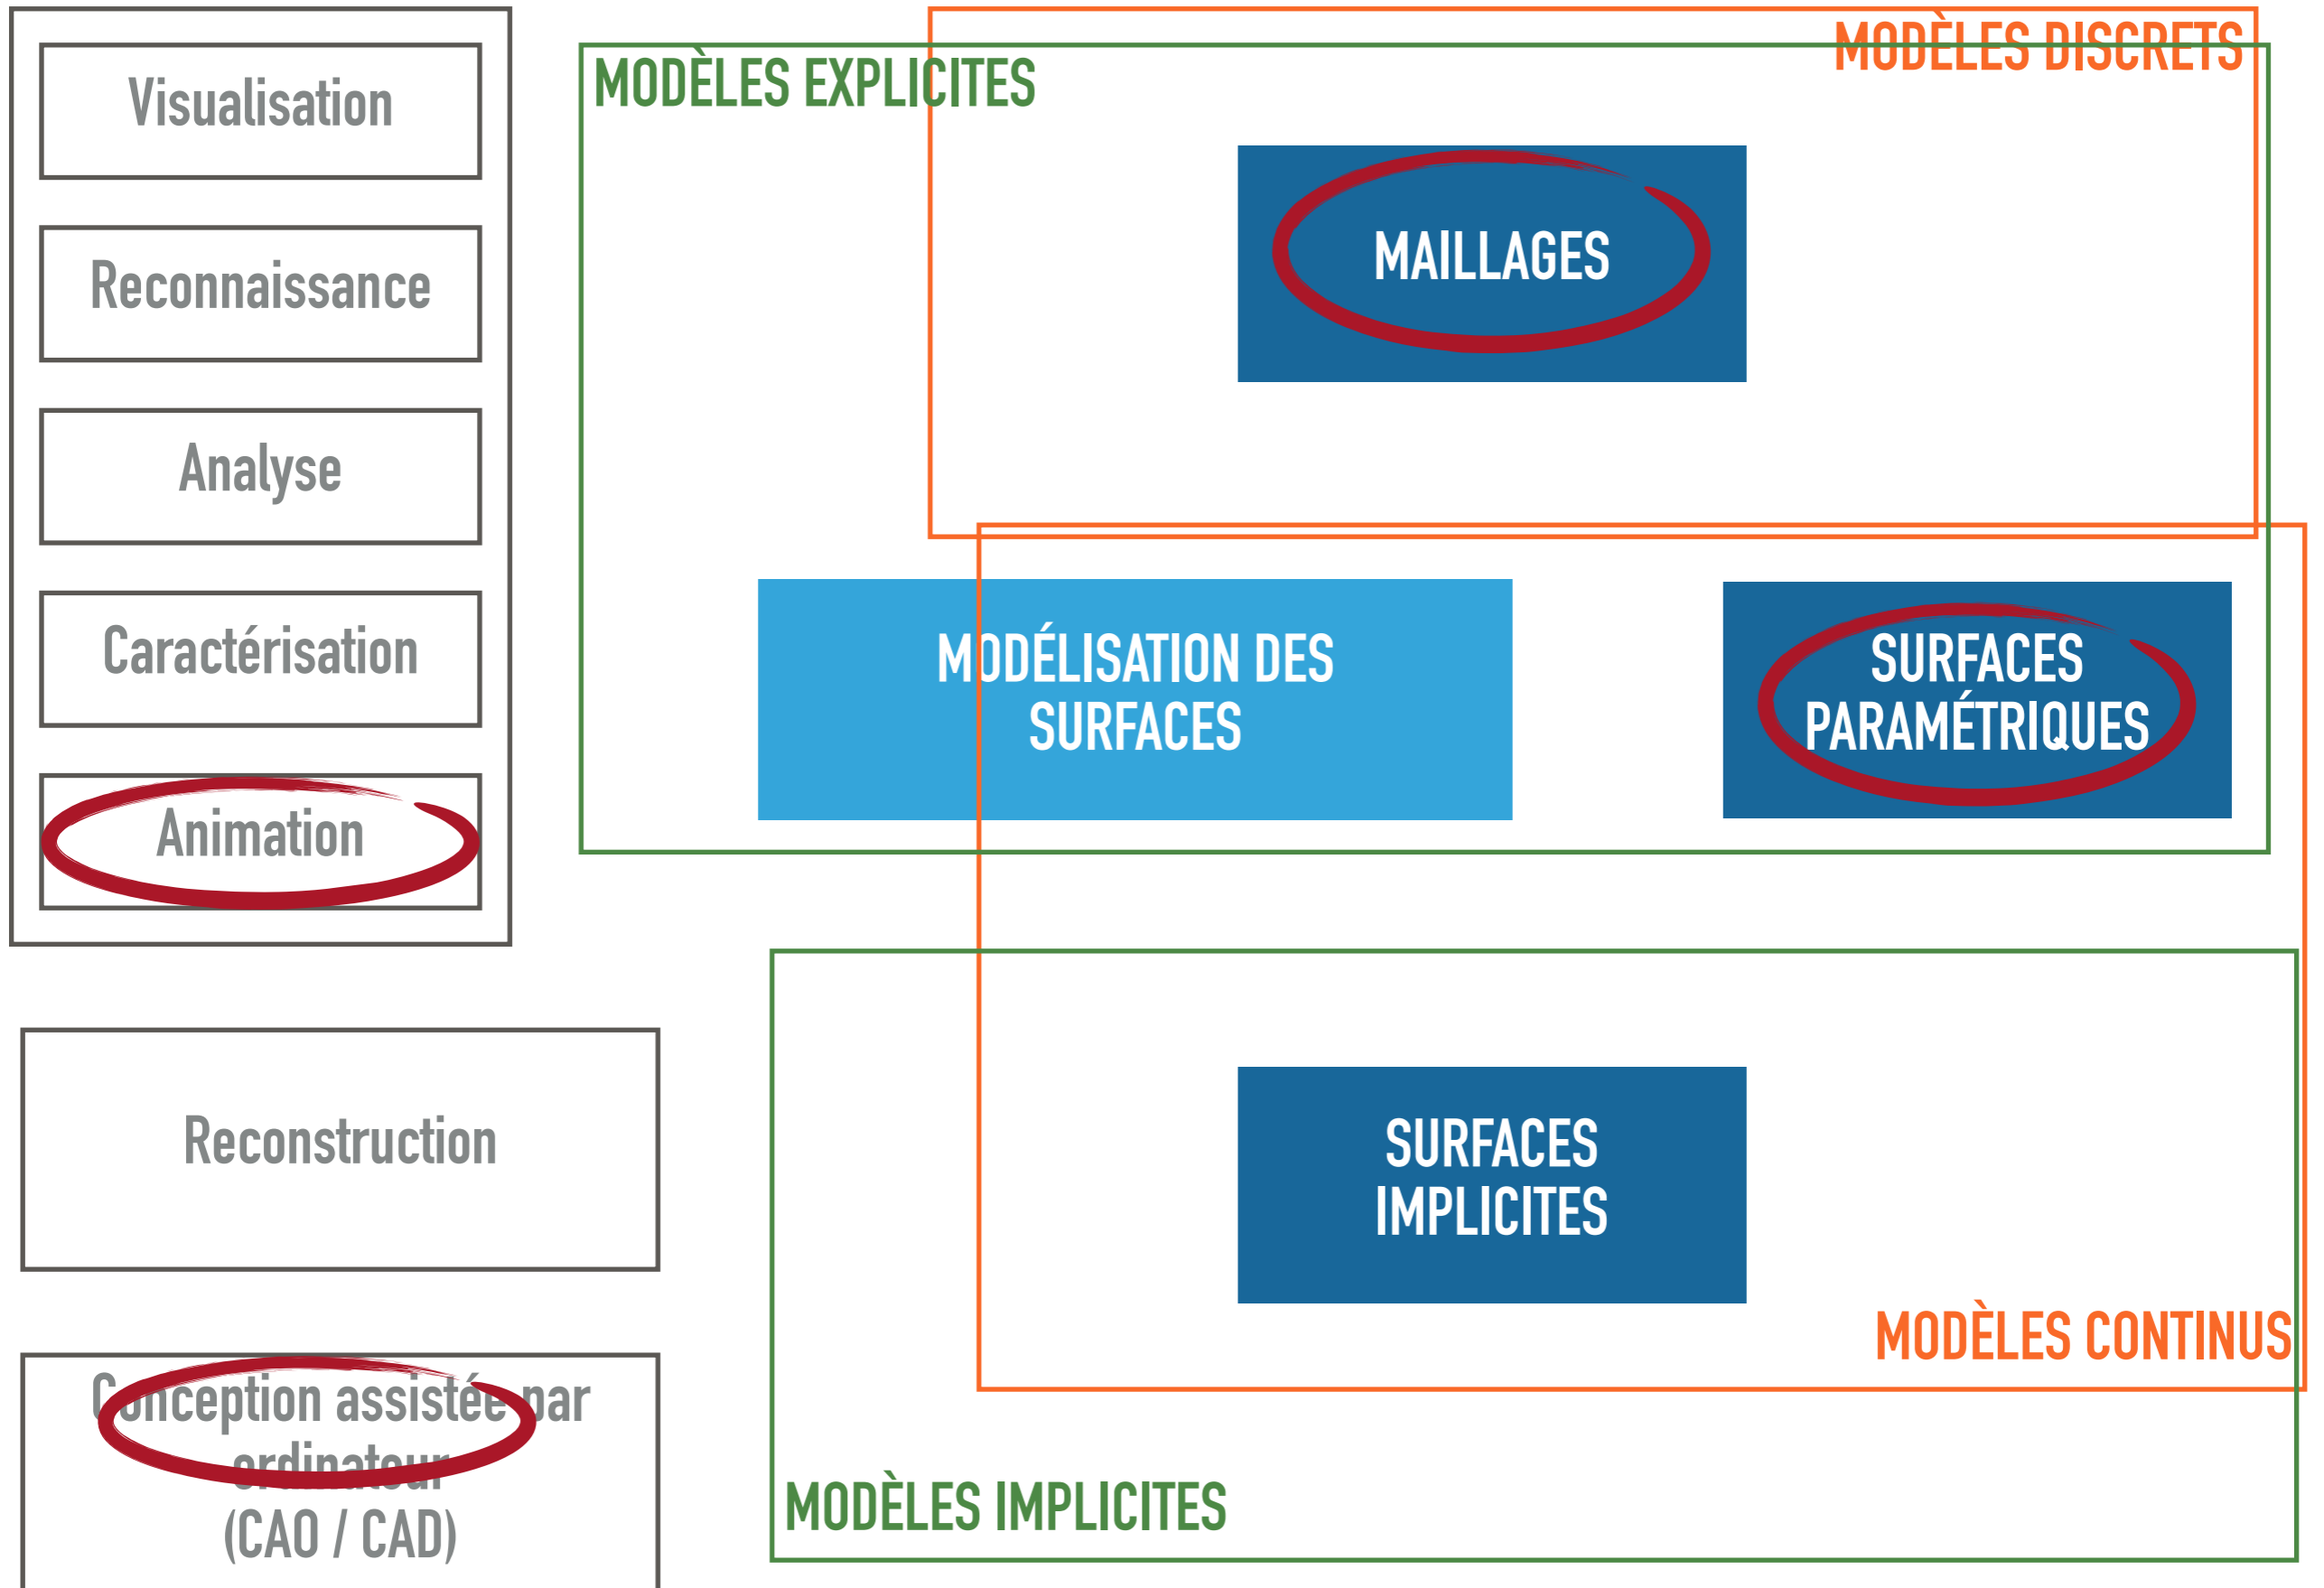 Visualisation
Reconnaissance
Analyse
Caractérisation
Animation
Reconstruction
Conception assistée par
ordinateur
(CAO / CAD)
MODÈLES EXPLICITES
MODÈLES DISCRETS
MAILLAGES
MODÉLISATION DES
SURFACES
SURFACES
PARAMÉTRIQUES
SURFACES
IMPLICITES
MODÈLES CONTINUS
MODÈLES IMPLICITES